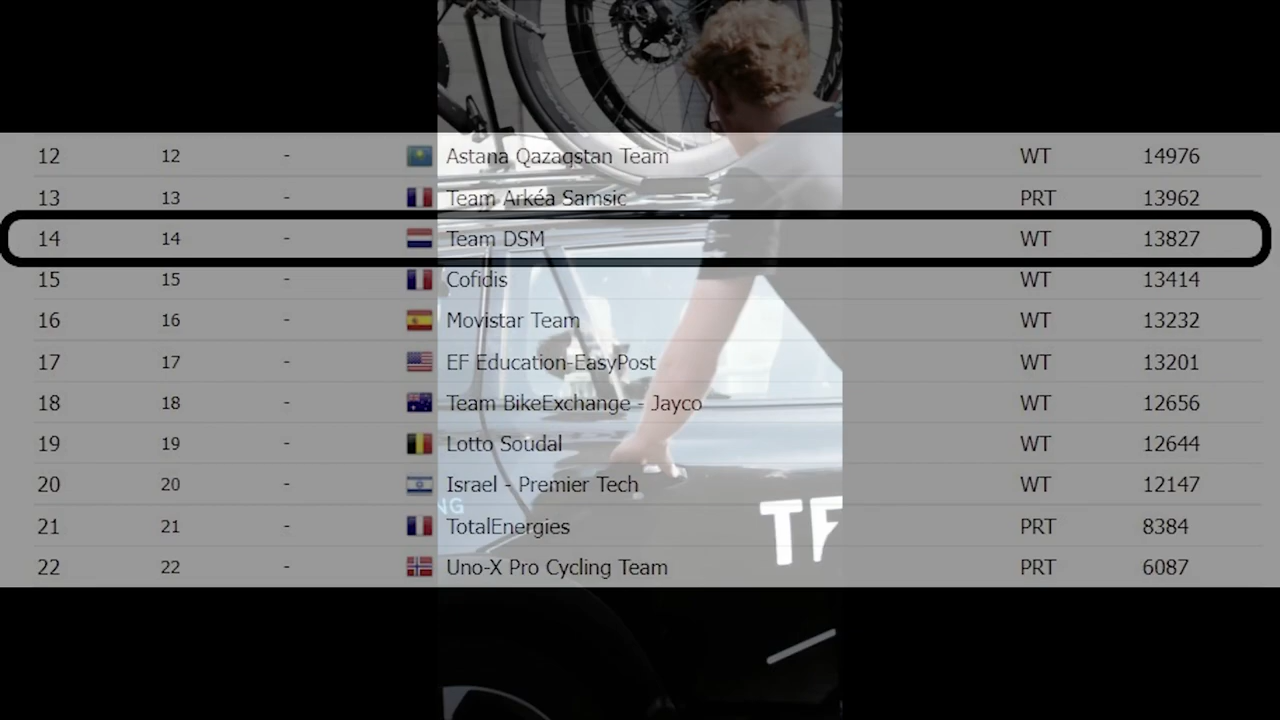 12 12 - Astana Qazaqstan Team WT 14976
13 13 - Team Arkéa Samsic PRT 13962
14 14 - Team DSM WT 13827
15 15 - Cofidis WT 13414
16 16 - Movistar Team WT 13232
17 17 - EF Education-EasyPost WT 13201
18 18 - Team BikeExchange - Jayco WT 12656
19 19 - Lotto Soudal WT 12644
20 20 - Israel - Premier Tech WT 12147
NG
21 21 - TotalEnergies PRT 8384
22 22 - Uno-X Pro Cycling Team PRT 6087